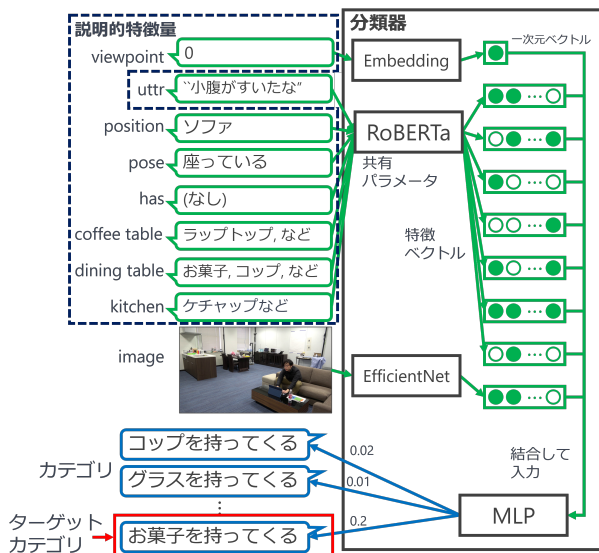 説明的特徴量
viewpoint
0
uttr
``小腹がすいたな”
position
ソファ
pose
座っている
has
(なし)
coffee table
ラップトップ, など
dining table
お菓子, コップ, など
kitchen
ケチャップなど
image
分類器
Embedding
一次元ベクトル
RoBERTa
共有
パラメータ
特徴
ベクトル
EfficientNet
結合して
入力
MLP
0.02
0.01
0.2
カテゴリ
コップを持ってくる
グラスを持ってくる
⋮
ターゲット
カテゴリ
お菓子を持ってくる